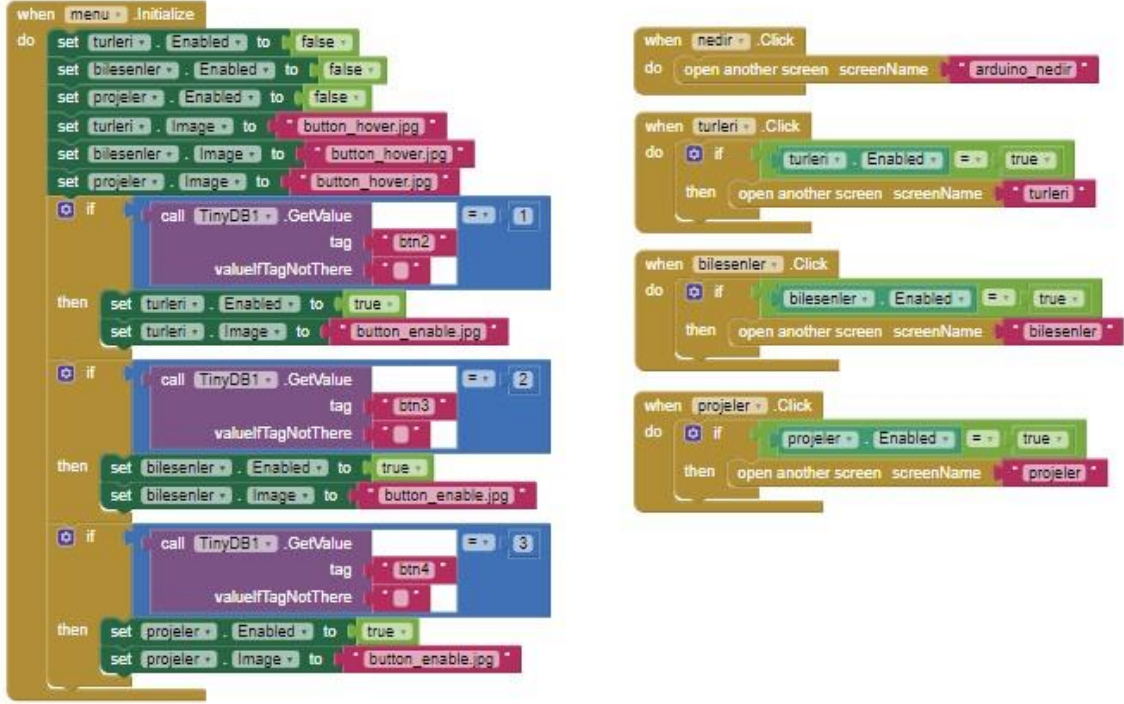 when menu .Initialize
do set turleri . Enabled to false
set bilesenler . Enabled to false
set projeler . Enabled to false
set turleri . Image to " button_hover.jpg "
set bilesenler . Image to " button_hover.jpg "
set projeler . Image to " button_hover.jpg "
if call TinyDB1 .GetValue = 1
tag " btn2 "
valueIfTagNotThere " "
then set turleri . Enabled to true
set turleri . Image to " button_enable.jpg "
if call TinyDB1 .GetValue = 2
tag " btn3 "
valueIfTagNotThere " "
then set bilesenler . Enabled to true
set bilesenler . Image to " button_enable.jpg "
if call TinyDB1 .GetValue = 3
tag " btn4 "
valueIfTagNotThere " "
then set projeler . Enabled to true
set projeler . Image to " button_enable.jpg "
when nedir .Click
do open another screen screenName " arduino_nedir "
when turleri .Click
do if turleri . Enabled = true
then open another screen screenName " turleri "
when bilesenler .Click
do if bilesenler . Enabled = true
then open another screen screenName " bilesenler "
when projeler .Click
do if projeler . Enabled = true
then open another screen screenName " projeler "